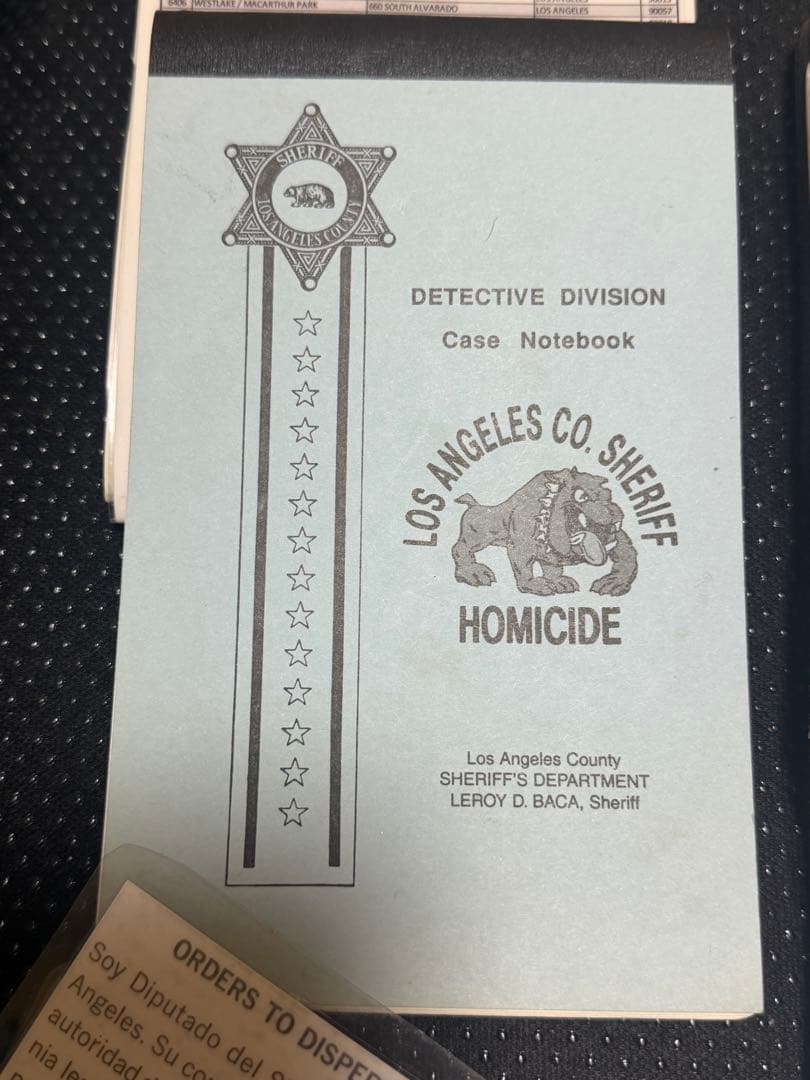 6406 WESTLAKE / MACARTHUR PARK 660 SOUTH ALVARADO LOS ANGELES 90057
SHERIFF
LOS ANGELES COUNTY
DETECTIVE DIVISION
Case Notebook
LOS ANGELES CO. SHERIFF
HOMICIDE
Los Angeles County
SHERIFF'S DEPARTMENT
LEROY D. BACA, Sheriff
ORDERS TO
Soy Diputado del
Angeles. Su
autoridad